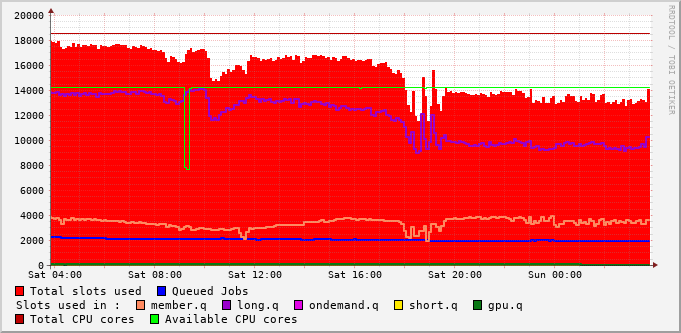 20000
18000
16000
14000
12000
10000
8000
6000
4000
2000
0
Sat 04:00 Sat 08:00 Sat 12:00 Sat 16:00 Sat 20:00 Sun 00:00
Total slots used Queued Jobs
Slots used in : member.q long.q ondemand.q short.q gpu.q
Total CPU cores Available CPU cores
RRDTOOL / TOBI OETIKER